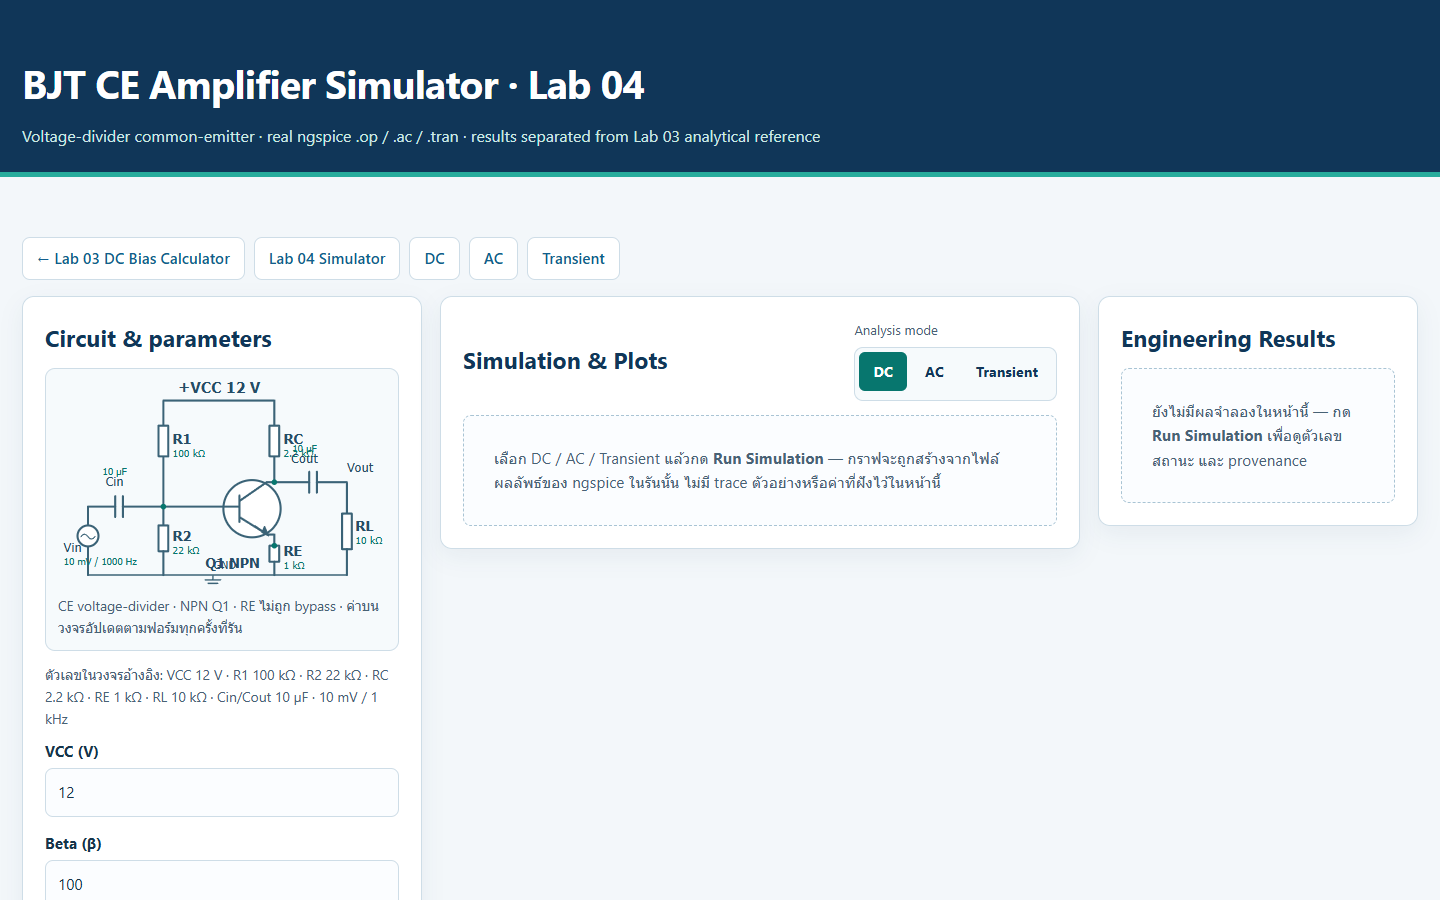 BJT CE Amplifier Simulator · Lab 04
Voltage-divider common-emitter · real ngspice .op / .ac / .tran · results separated from Lab 03 analytical reference
← Lab 03 DC Bias Calculator
Lab 04 Simulator
DC
AC
Transient
Circuit & parameters
+VCC 12 V
R1
100 kΩ
RC
2.2 kΩ
10 µF
Cout
Vout
10 µF
Cin
R2
22 kΩ
RL
10 kΩ
Vin
10 mV / 1000 Hz
Q1 NPN
GND
RE
1 kΩ
CE voltage-divider · NPN Q1 · RE ไม่ถูก bypass · ค่าบน
วงจรอัปเดตตามฟอร์มทุกครั้งที่รัน
ตัวเลขในวงจรอ้างอิง: VCC 12 V · R1 100 kΩ · R2 22 kΩ · RC
2.2 kΩ · RE 1 kΩ · RL 10 kΩ · Cin/Cout 10 µF · 10 mV / 1
kHz
VCC (V)
12
Beta (β)
100
Simulation & Plots
Analysis mode
DC
AC
Transient
เลือก DC / AC / Transient แล้วกด Run Simulation — กราฟจะถูกสร้างจากไฟล์
ผลลัพธ์ของ ngspice ในรันนั้น ไม่มี trace ตัวอย่างหรือค่าที่ฝังไว้ในหน้านี้
Engineering Results
ยังไม่มีผลจำลองในหน้านี้ — กด
Run Simulation เพื่อดูตัวเลข
สถานะ และ provenance